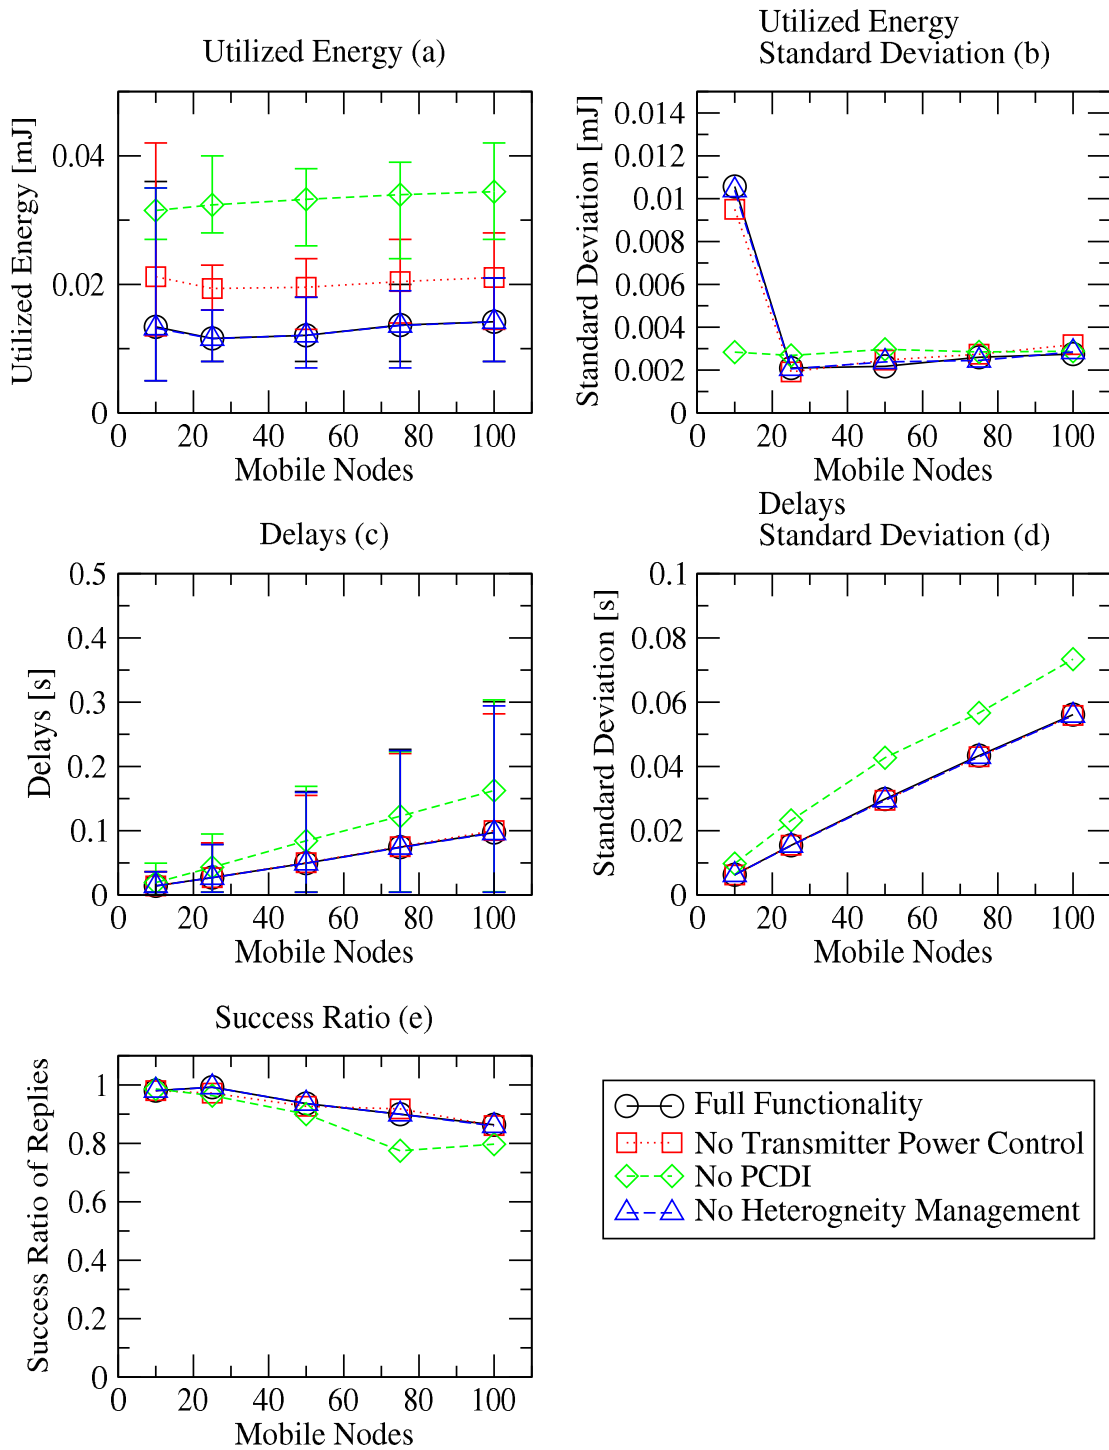 Utilized Energy (a)
Utilized Energy [mJ]
0.04
0.02
0
0 20 40 60 80 100
Mobile Nodes
Utilized Energy
Standard Deviation (b)
Standard Deviation [mJ]
0.014
0.012
0.01
0.008
0.006
0.004
0.002
0
0 20 40 60 80 100
Mobile Nodes
Delays (c)
Delays [s]
0.5
0.4
0.3
0.2
0.1
0
0 20 40 60 80 100
Mobile Nodes
Delays
Standard Deviation (d)
Standard Deviation [s]
0.1
0.08
0.06
0.04
0.02
0
0 20 40 60 80 100
Mobile Nodes
Success Ratio (e)
Success Ratio of Replies
1
0.8
0.6
0.4
0.2
0
0 20 40 60 80 100
Mobile Nodes
Full Functionality
No Transmitter Power Control
No PCDI
No Heterogneity Management